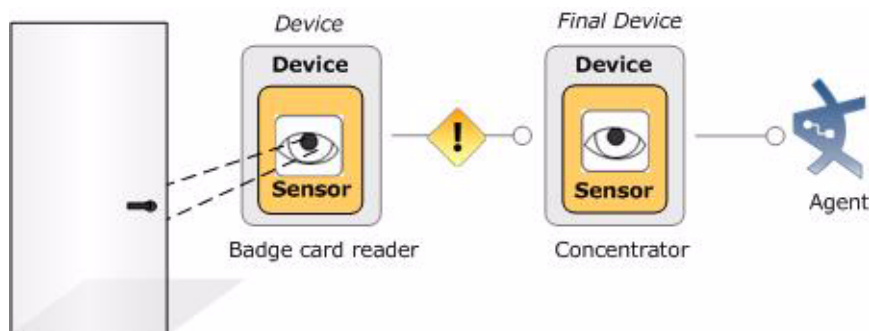 Device
Final Device
Device
Device
!
Sensor
Sensor
Agent
Badge card reader
Concentrator